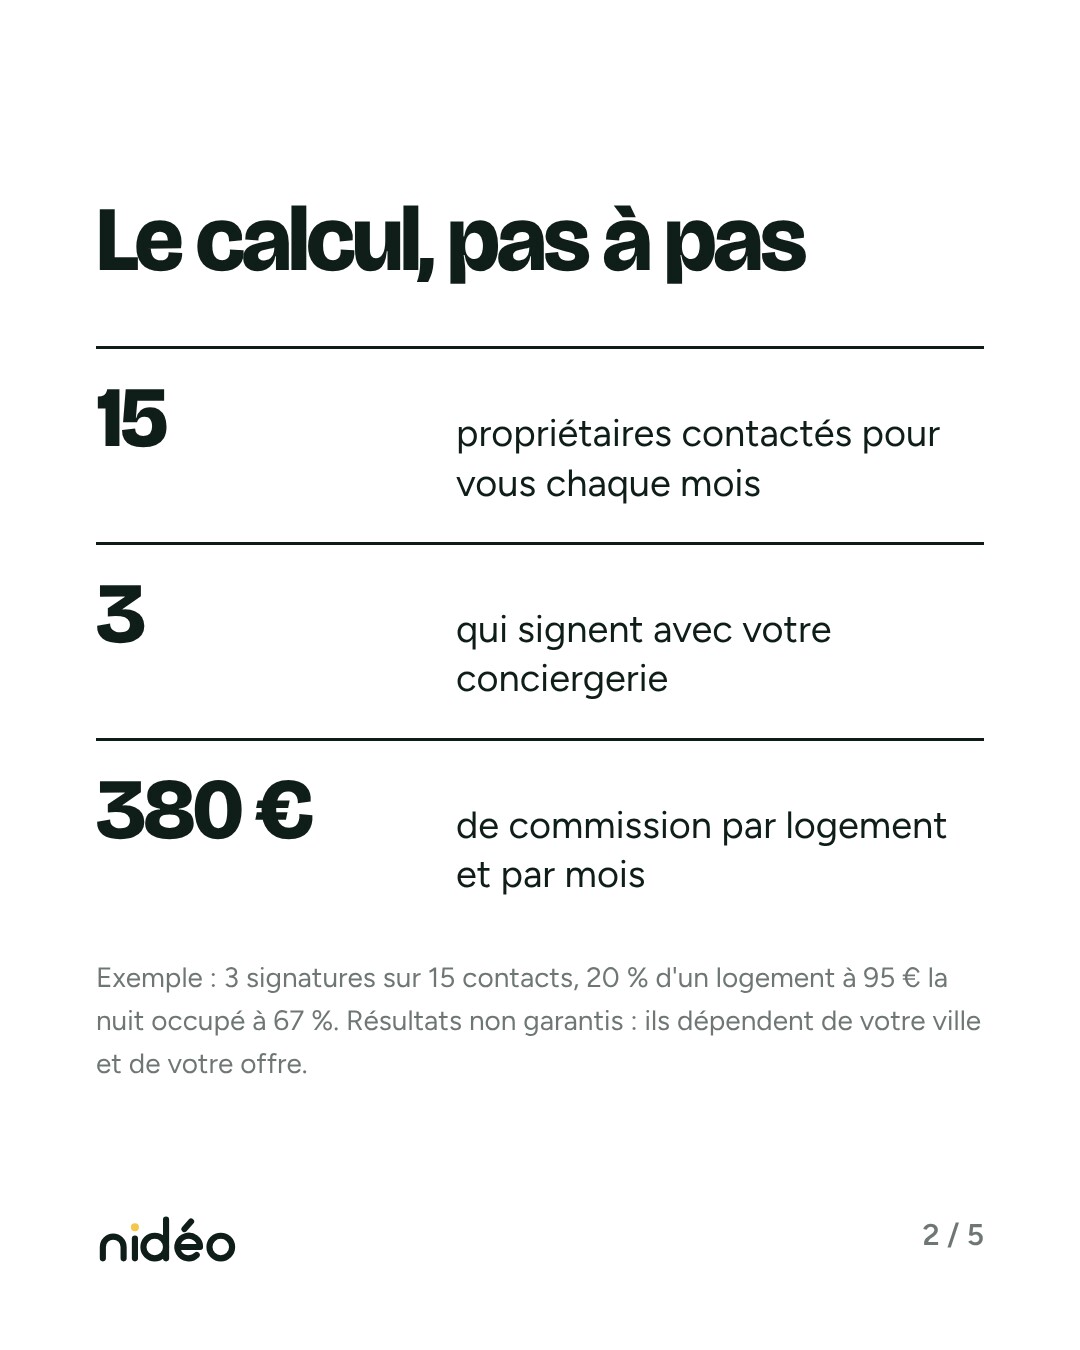 Le calcul, pas à pas
15
propriétaires contactés pour
vous chaque mois
3
qui signent avec votre
conciergerie
380 €
de commission par logement
et par mois
Exemple : 3 signatures sur 15 contacts, 20 % d'un logement à 95 € la
nuit occupé à 67 %. Résultats non garantis : ils dépendent de votre ville
et de votre offre.
nidéo
2 / 5